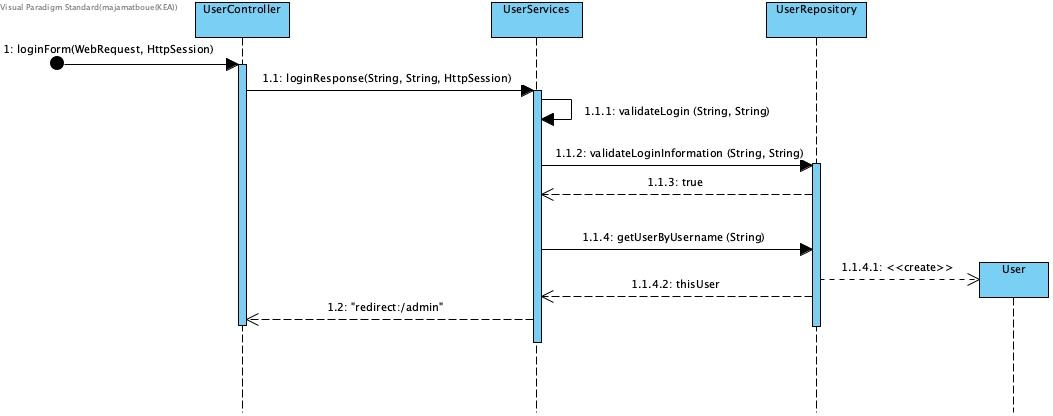 Visual Paradigm Standard(majamatboue(KEA))
UserController
UserServices
UserRepository
1: loginForm(WebRequest, HttpSession)
1.1: loginResponse(String, String, HttpSession)
1.1.1: validateLogin (String, String)
1.1.2: validateLoginInformation (String, String)
1.1.3: true
1.1.4: getUserByUsername (String)
1.1.4.1: <<create>>
User
1.1.4.2: thisUser
1.2: "redirect:/admin"